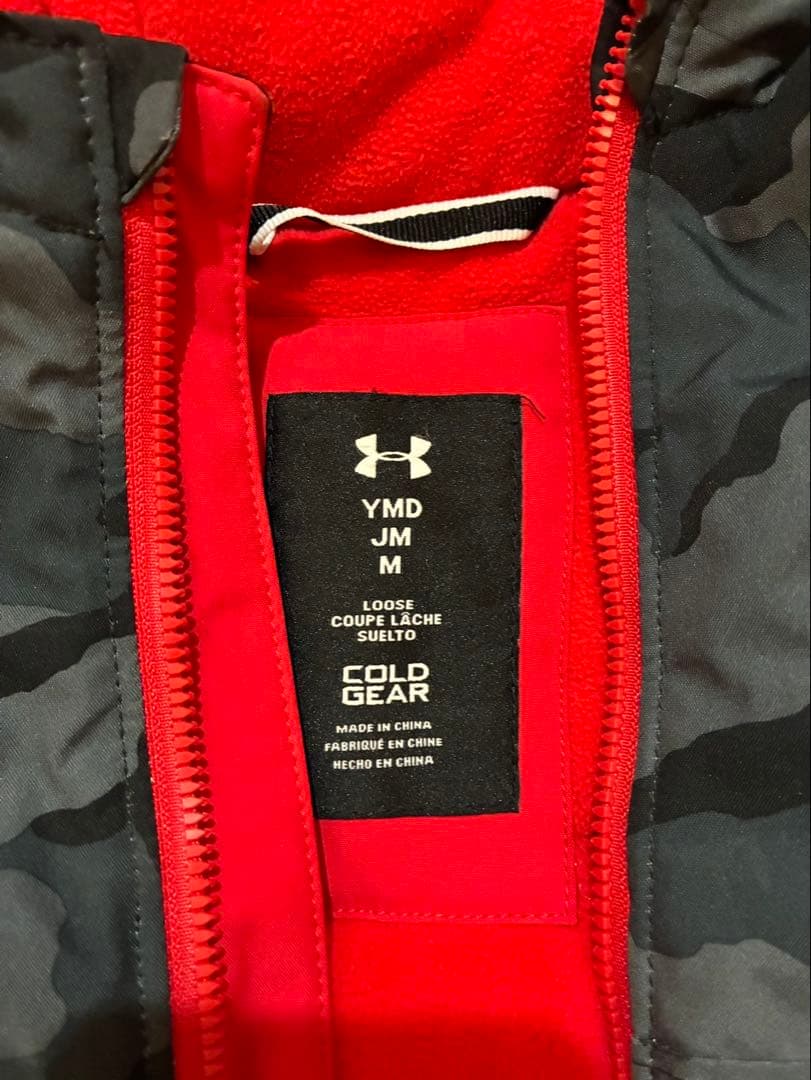 YMD
JM
M
LOOSE
COUPE LÂCHE
SUELTO
COLD
GEAR
MADE IN CHINA
FABRIQUÉ EN CHINE
HECHO EN CHINA